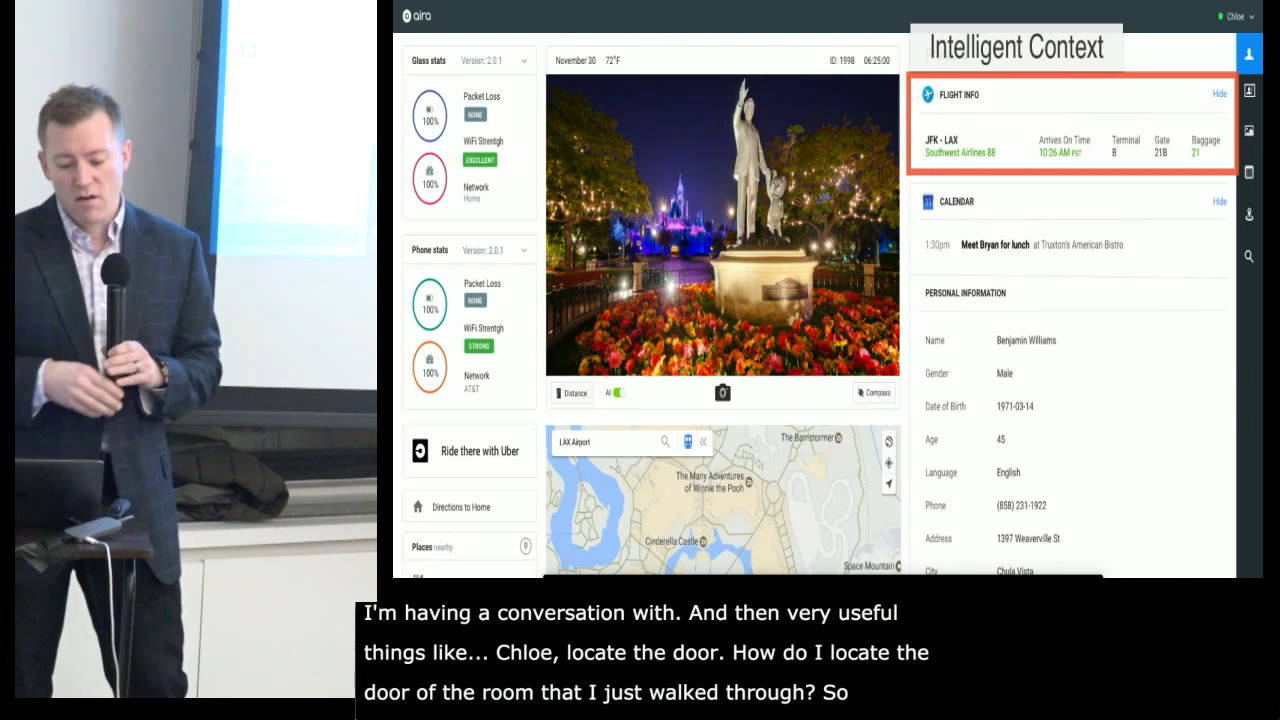 aira
Chloe
Intelligent Context
Glass stats Version: 2.0.1
Packet Loss
NONE
100%
WiFi Strentgh
EXECLLENT
100%
Network
Home
Phone stats Version: 2.0.1
Packet Loss
NONE
100%
WiFi Strentgh
STRONG
100%
Network
AT&T
Ride there with Uber
Directions to Home
Places nearby
November 30 72°F ID: 1998 06:25:00
Distance AI Compass
LAX Airport
The Barnstormer
The Many Adventures
of Winnie the Pooh
Cinderella Castle
Space Mountain
FLIGHT INFO Hide
JFK - LAX Arrives On Time Terminal Gate Baggage
Southwest Airlines 88 10:26 AM PST B 21B 21
CALENDAR Hide
1:30pm Meet Bryan for lunch at Truxton's American Bistro
PERSONAL INFORMATION
Name Benjamin Williams
Gender Male
Date of Birth 1971-03-14
Age 45
Language English
Phone (858) 231-1922
Address 1397 Weaverville St
City Chula Vista
I'm having a conversation with. And then very useful
things like... Chloe, locate the door. How do I locate the
door of the room that I just walked through? So